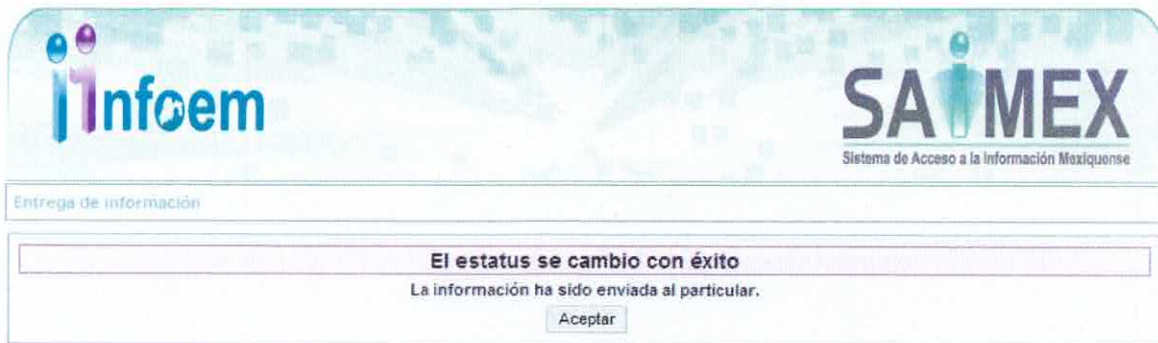 infoem
SAIMEX
Sistema de Acceso a la Información Mexiquense
Entrega de información
El estatus se cambio con éxito
La información ha sido enviada al particular.
Aceptar